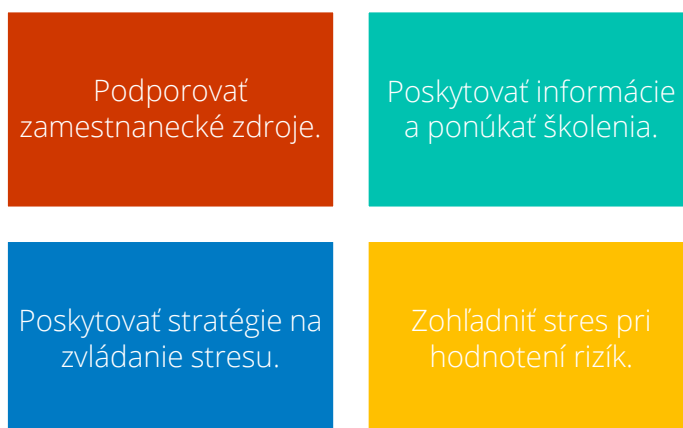 Podporovať
zamestnanecké zdroje.
Poskytovať informácie
a ponúkať školenia.
Poskytovať stratégie na
zvládanie stresu.
Zohľadniť stres pri
hodnotení rizík.